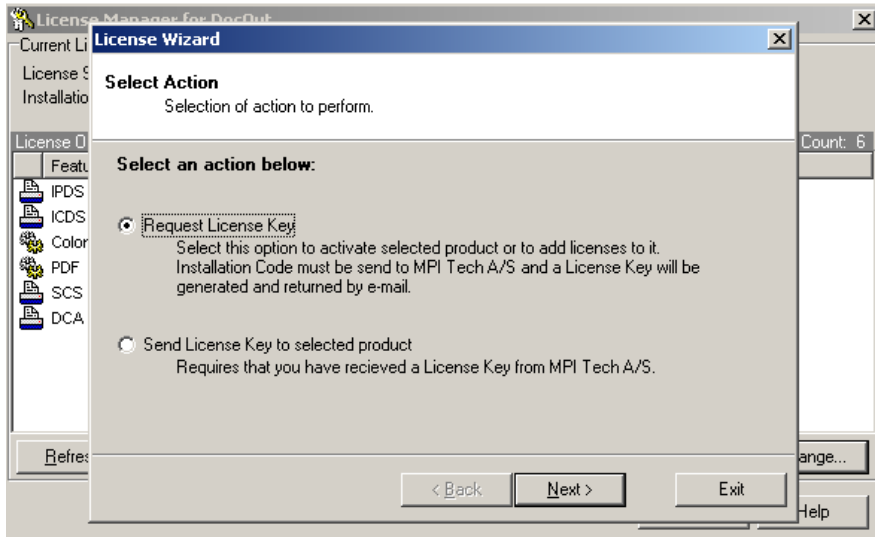 License Manager for DocOut
License Wizard
Current Li
License S
Installatio
Select Action
Selection of action to perform.
License O
Count: 6
Featu
IPDS
ICDS
Color
PDF
SCS
DCA
Select an action below:
Request License Key
Select this option to activate selected product or to add licenses to it.
Installation Code must be send to MPI Tech A/S and a License Key will be
generated and returned by e-mail.
Send License Key to selected product
Requires that you have recieved a License Key from MPI Tech A/S.
Refres
ange...
< Back
Next >
Exit
Help